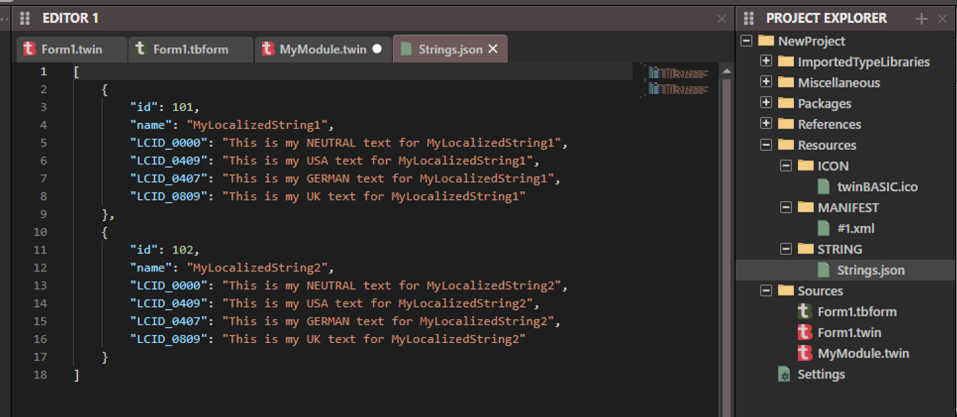 EDITOR 1
Form1.twin
Form1.tbform
MyModule.twin
Strings.json
1 [
2 {
3 "id": 101,
4 "name": "MyLocalizedString1",
5 "LCID_0000": "This is my NEUTRAL text for MyLocalizedString1",
6 "LCID_0409": "This is my USA text for MyLocalizedString1",
7 "LCID_0407": "This is my GERMAN text for MyLocalizedString1",
8 "LCID_0809": "This is my UK text for MyLocalizedString1"
9 },
10 {
11 "id": 102,
12 "name": "MyLocalizedString2",
13 "LCID_0000": "This is my NEUTRAL text for MyLocalizedString2",
14 "LCID_0409": "This is my USA text for MyLocalizedString2",
15 "LCID_0407": "This is my GERMAN text for MyLocalizedString2",
16 "LCID_0809": "This is my UK text for MyLocalizedString2"
17 }
18 ]
PROJECT EXPLORER
NewProject
ImportedTypeLibraries
Miscellaneous
Packages
References
Resources
ICON
twinBASIC.ico
MANIFEST
#1.xml
STRING
Strings.json
Sources
Form1.tbform
Form1.twin
MyModule.twin
Settings